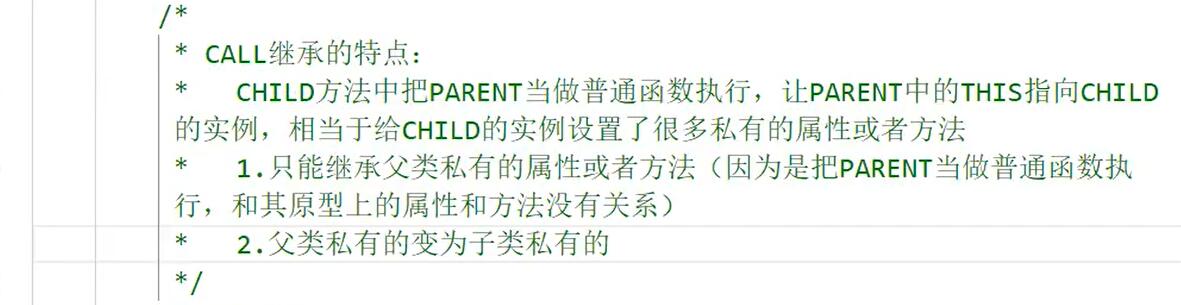 /*
* CALL继承的特点：
* CHILD方法中把PARENT当做普通函数执行，让PARENT中的THIS指向CHILD
的实例，相当于给CHILD的实例设置了很多私有的属性或者方法
* 1.只能继承父类私有的属性或者方法（因为是把PARENT当做普通函数执
行，和其原型上的属性和方法没有关系）
* 2.父类私有的变为子类私有的
*/